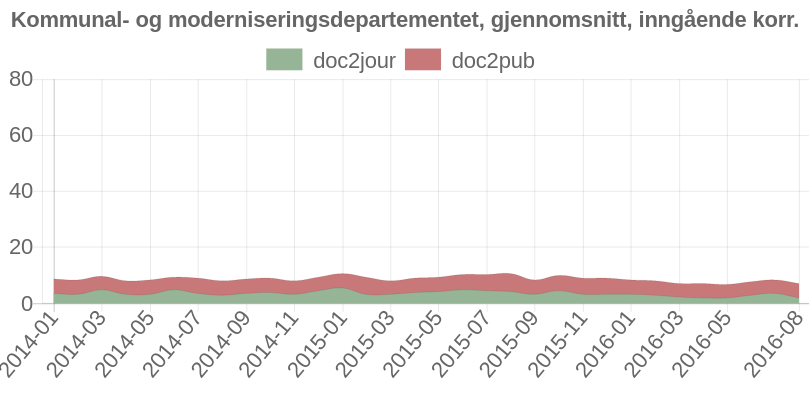 Kommunal- og moderniseringsdepartementet, gjennomsnitt, inngående korr.
doc2jour doc2pub
80
60
40
20
0
2014-01 2014-03 2014-05 2014-07 2014-09 2014-11 2015-01 2015-03 2015-05 2015-07 2015-09 2015-11 2016-01 2016-03 2016-05 2016-08